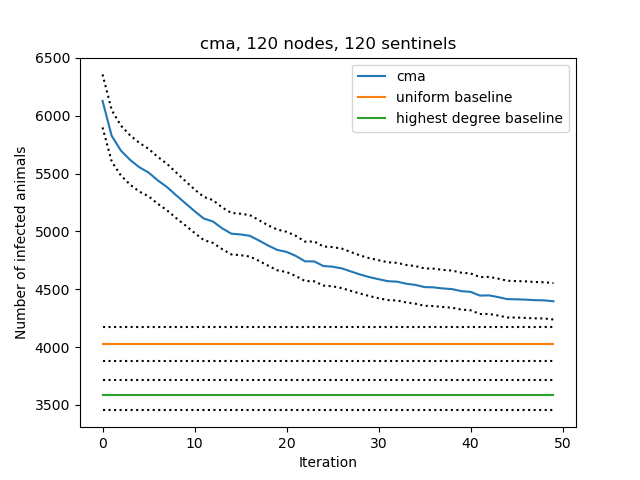 cma, 120 nodes, 120 sentinels
6500
6000
5500
5000
4500
4000
3500
Number of infected animals
cma
uniform baseline
highest degree baseline
0 10 20 30 40 50
Iteration